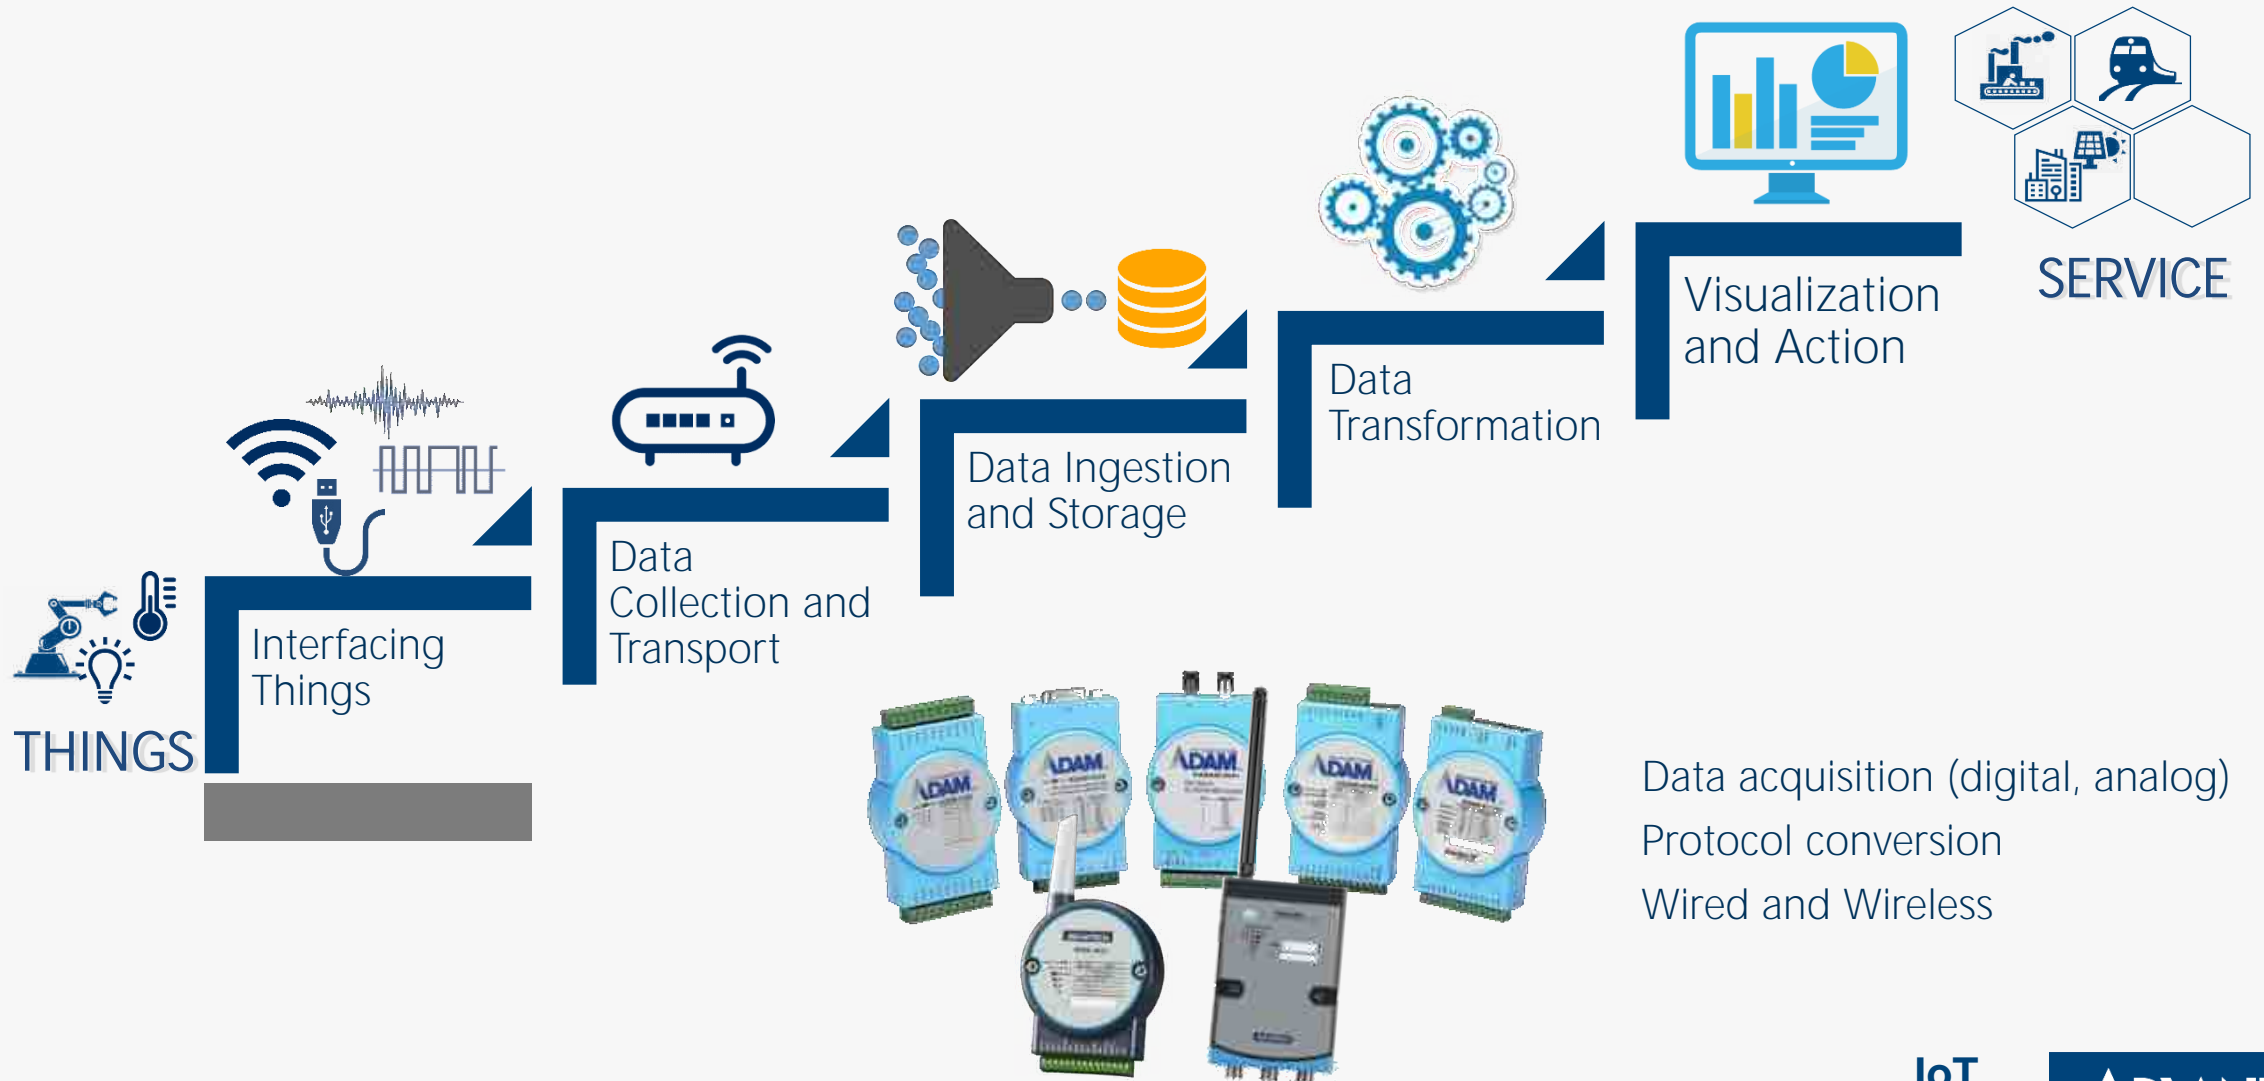 SERVICE
Visualization
and Action
Data
Transformation
Data Ingestion
and Storage
Data
Collection and
Transport
Interfacing
Things
THINGS
ADAM
ADAM
ADAM
ADAM
ADAM
Data acquisition (digital, analog)
Protocol conversion
Wired and Wireless
IoT